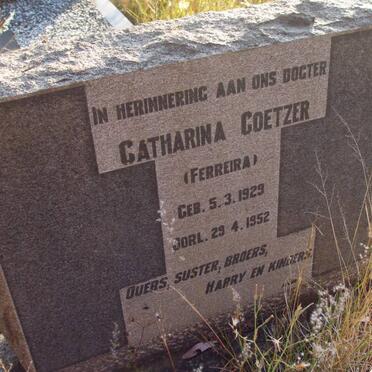 IN HERINNERING AAN ONS DOGTER
CATHARINA COETZER
(FERREIRA)
GEB. 5.3.1929
OORL. 29 4.1952
OUERS, SUSTER, BROERS,
HARRY EN KINDERS.